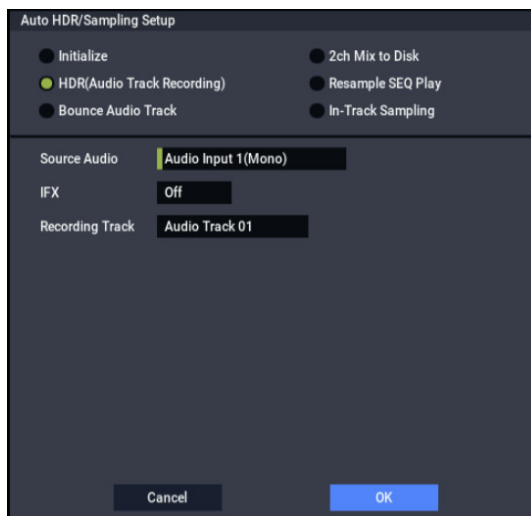 Auto HDR/Sampling Setup
Initialize
2ch Mix to Disk
HDR(Audio Track Recording)
Resample SEQ Play
Bounce Audio Track
In-Track Sampling
Source Audio
Audio Input 1(Mono)
IFX
Off
Recording Track
Audio Track 01
Cancel
OK